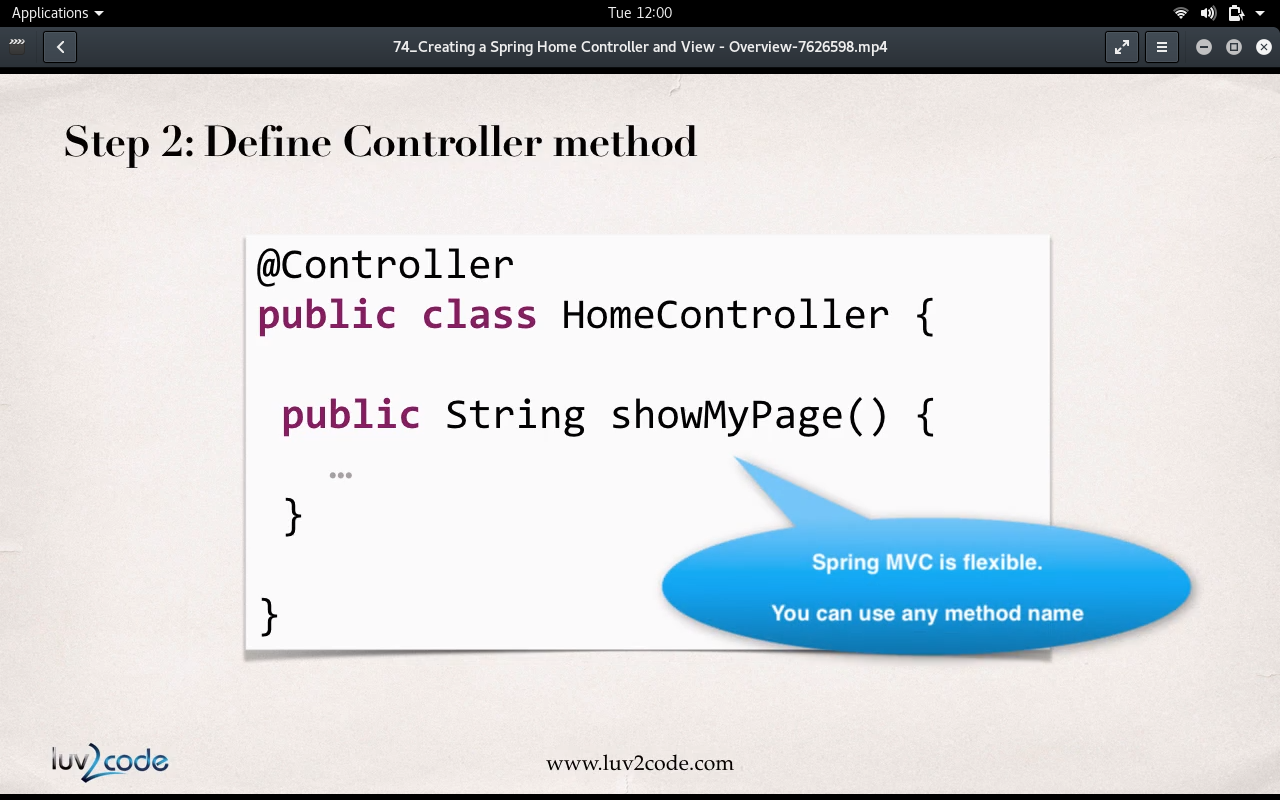 Applications
Tue 12:00
74_Creating a Spring Home Controller and View - Overview-7626598.mp4
Step 2: Define Controller method
@Controller
public class HomeController {
public String showMyPage() {
...
}
}
Spring MVC is flexible.
You can use any method name
luv2code
www.luv2code.com